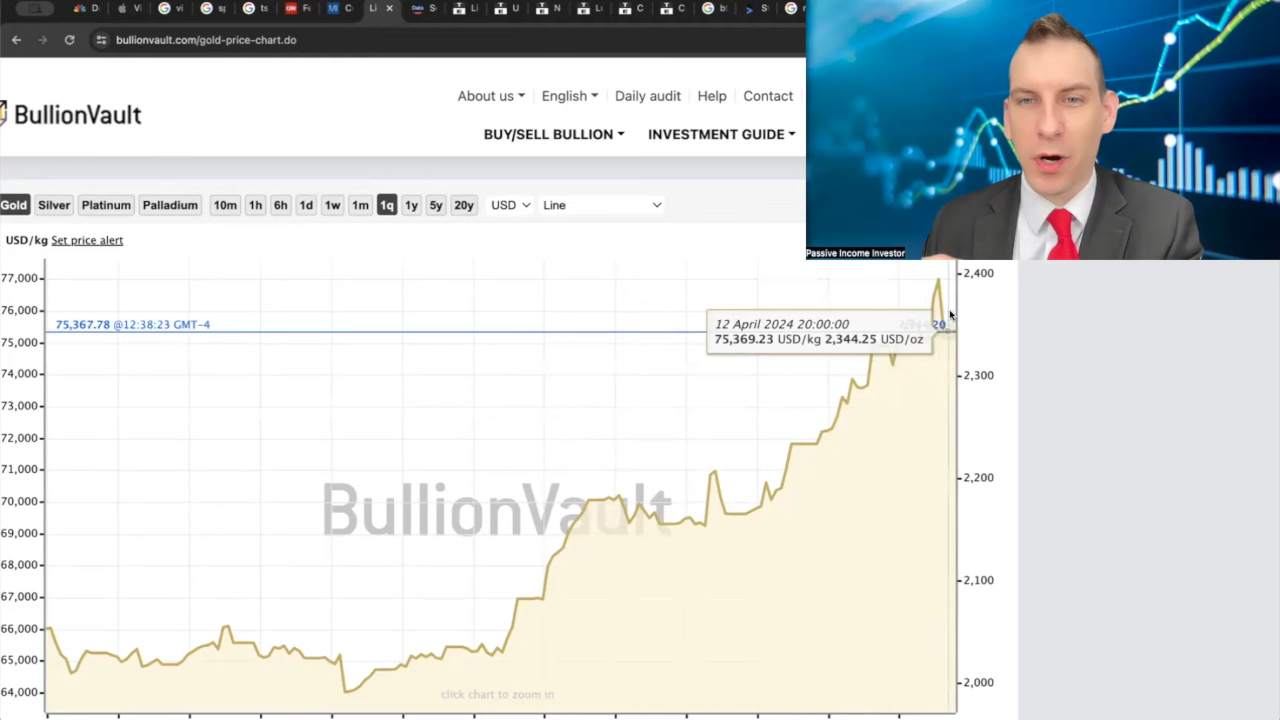 bullionvault.com/gold-price-chart.do
BullionVault
About us English Daily audit Help Contact
BUY/SELL BULLION INVESTMENT GUIDE
Gold Silver Platinum Palladium 10m 1h 6h 1d 1w 1m 1q 1y 5y 20y USD Line
USD/kg Set price alert
Passive Income Investor
77,000
2,400
76,000
75,367.78 @12:38:23 GMT-4
12 April 2024 20:00:00
75,369.23 USD/kg 2,344.25 USD/oz
75,000
74,000
2,300
73,000
72,000
71,000
2,200
70,000
BullionVault
69,000
68,000
2,100
67,000
66,000
65,000
2,000
64,000
click chart to zoom in